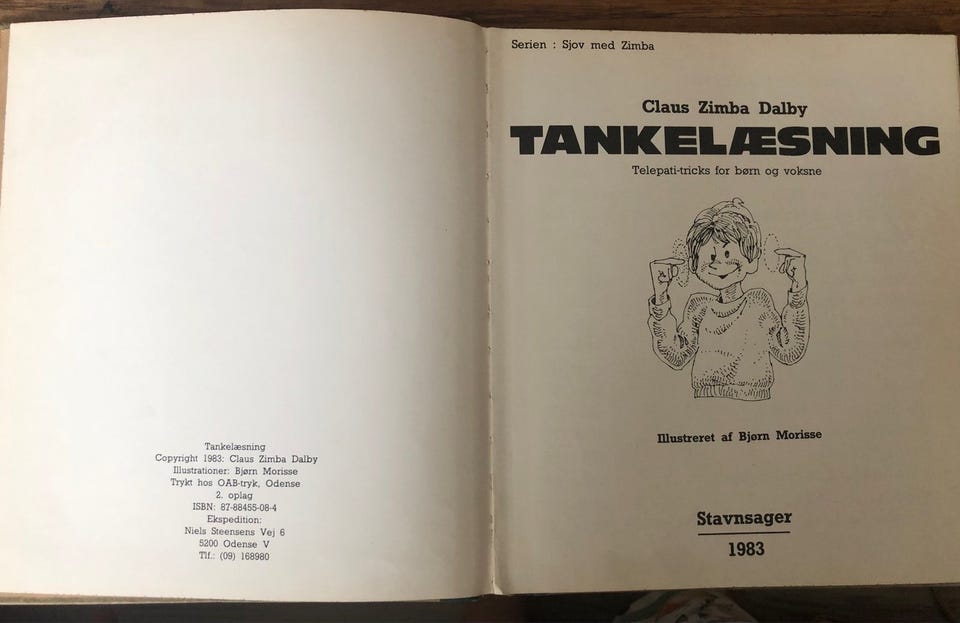 Tankelæsning
Copyright 1983: Claus Zimba Dalby
Illustrationer: Bjørn Morisse
Trykt hos OAB-tryk, Odense
2. oplag
ISBN: 87-88455-08-4
Ekspedition:
Niels Steensens Vej 6
5200 Odense V
Tlf.: (09) 168980
Serien : Sjov med Zimba
Claus Zimba Dalby
TANKELÆSNING
Telepati-tricks for børn og voksne
Illustreret af Bjørn Morisse
Stavnsager
1983